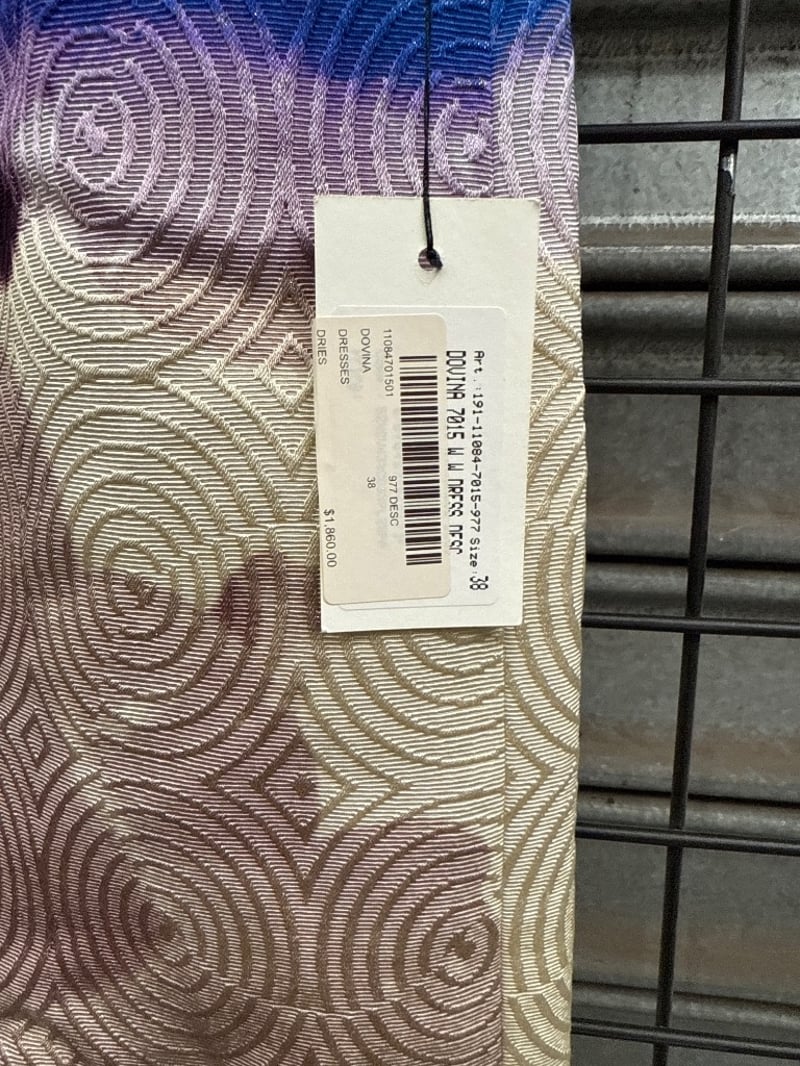 Art.:191-11084-7015-977 Size:38
DOVINA 7015 W W DRESS DESC
11084701501 977 DESC
DOVINA 38
DRESSES
DRIES $1,860.00